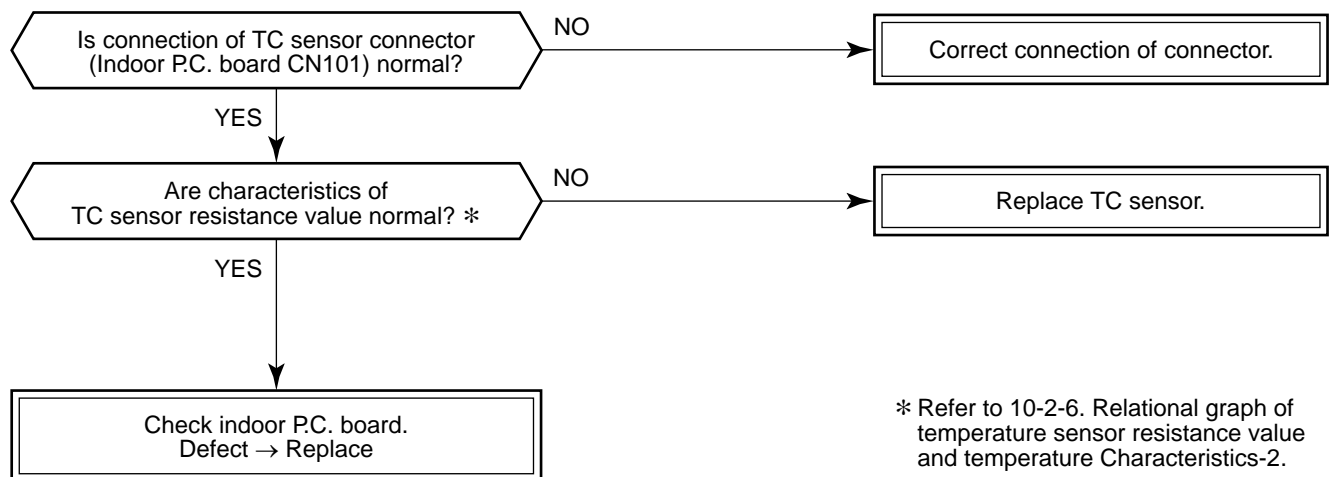 Is connection of TC sensor connector
(Indoor P.C. board CN101) normal?
NO
Correct connection of connector.
YES
Are characteristics of
TC sensor resistance value normal? *
NO
Replace TC sensor.
YES
Check indoor P.C. board.
Defect → Replace
* Refer to 10-2-6. Relational graph of
temperature sensor resistance value
and temperature Characteristics-2.